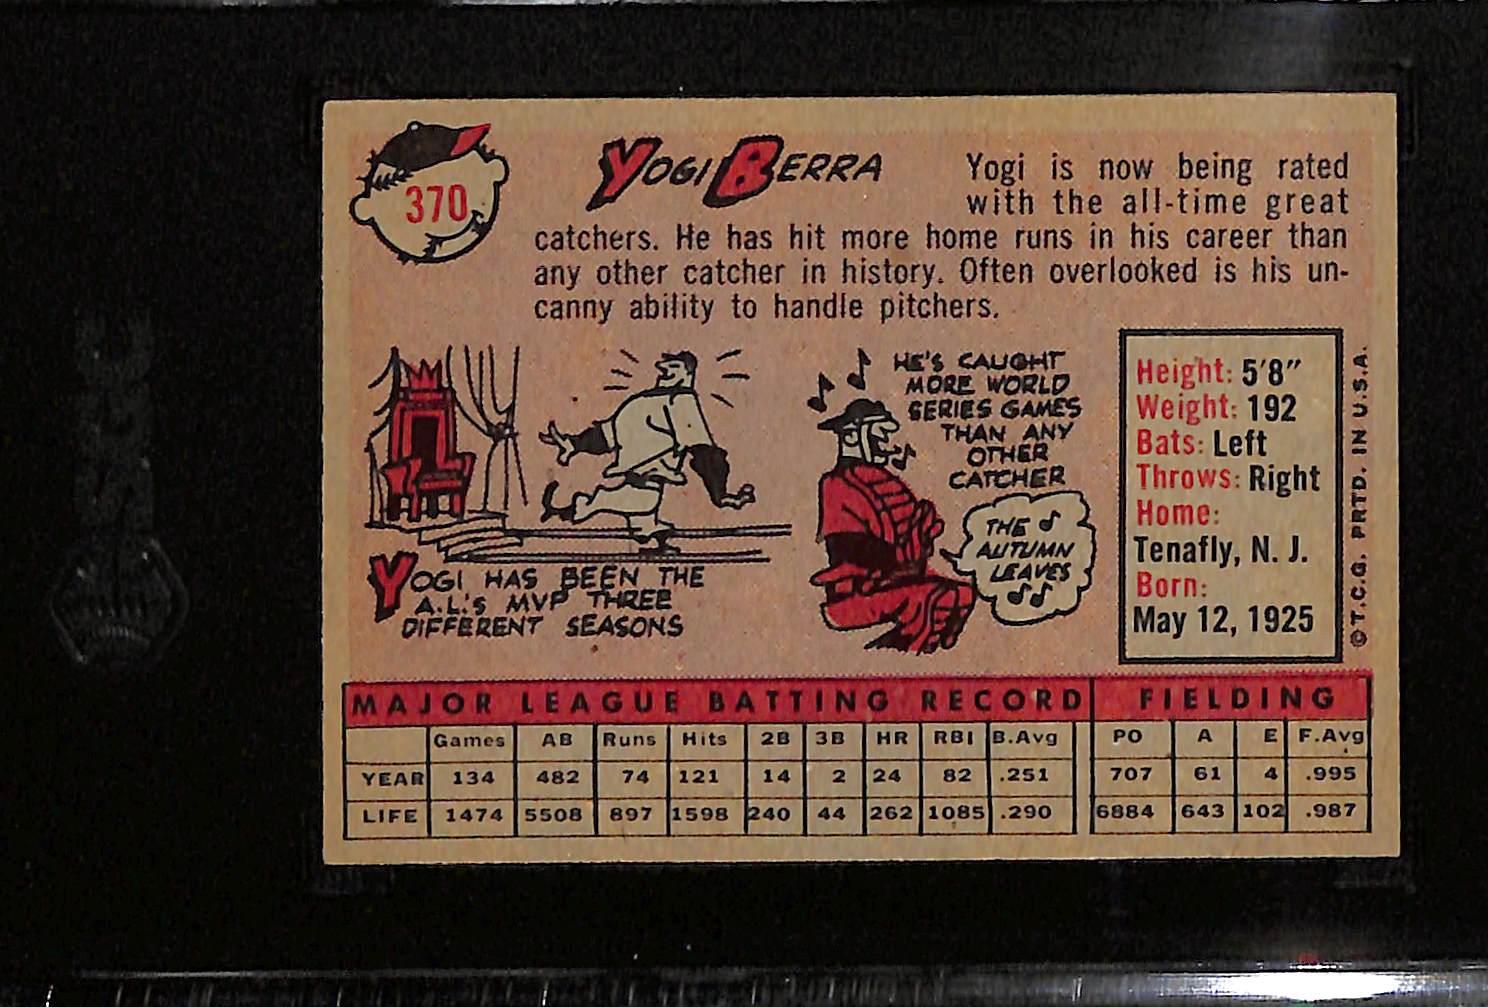 370
YOGI BERRA
Yogi is now being rated
with the all-time great
catchers. He has hit more home runs in his career than
any other catcher in history. Often overlooked is his un-
canny ability to handle pitchers.
YOGI HAS BEEN THE
A.L.'S MVP THREE
DIFFERENT SEASONS
HE'S CAUGHT
MORE WORLD
SERIES GAMES
THAN ANY
OTHER
CATCHER
THE
AUTUMN
LEAVES
Height: 5'8"
Weight: 192
Bats: Left
Throws: Right
Home:
Tenafly, N. J.
Born:
May 12, 1925
©T.C.G. PRTD. IN U.S.A.
MAJOR LEAGUE BATTING RECORD FIELDING
Games AB Runs Hits 2B 3B HR RBI B.Avg PO A E F.Avg
YEAR 134 482 74 121 14 2 24 82 .251 707 61 4 .995
LIFE 1474 5508 897 1598 240 44 262 1085 .290 6884 643 102 .987